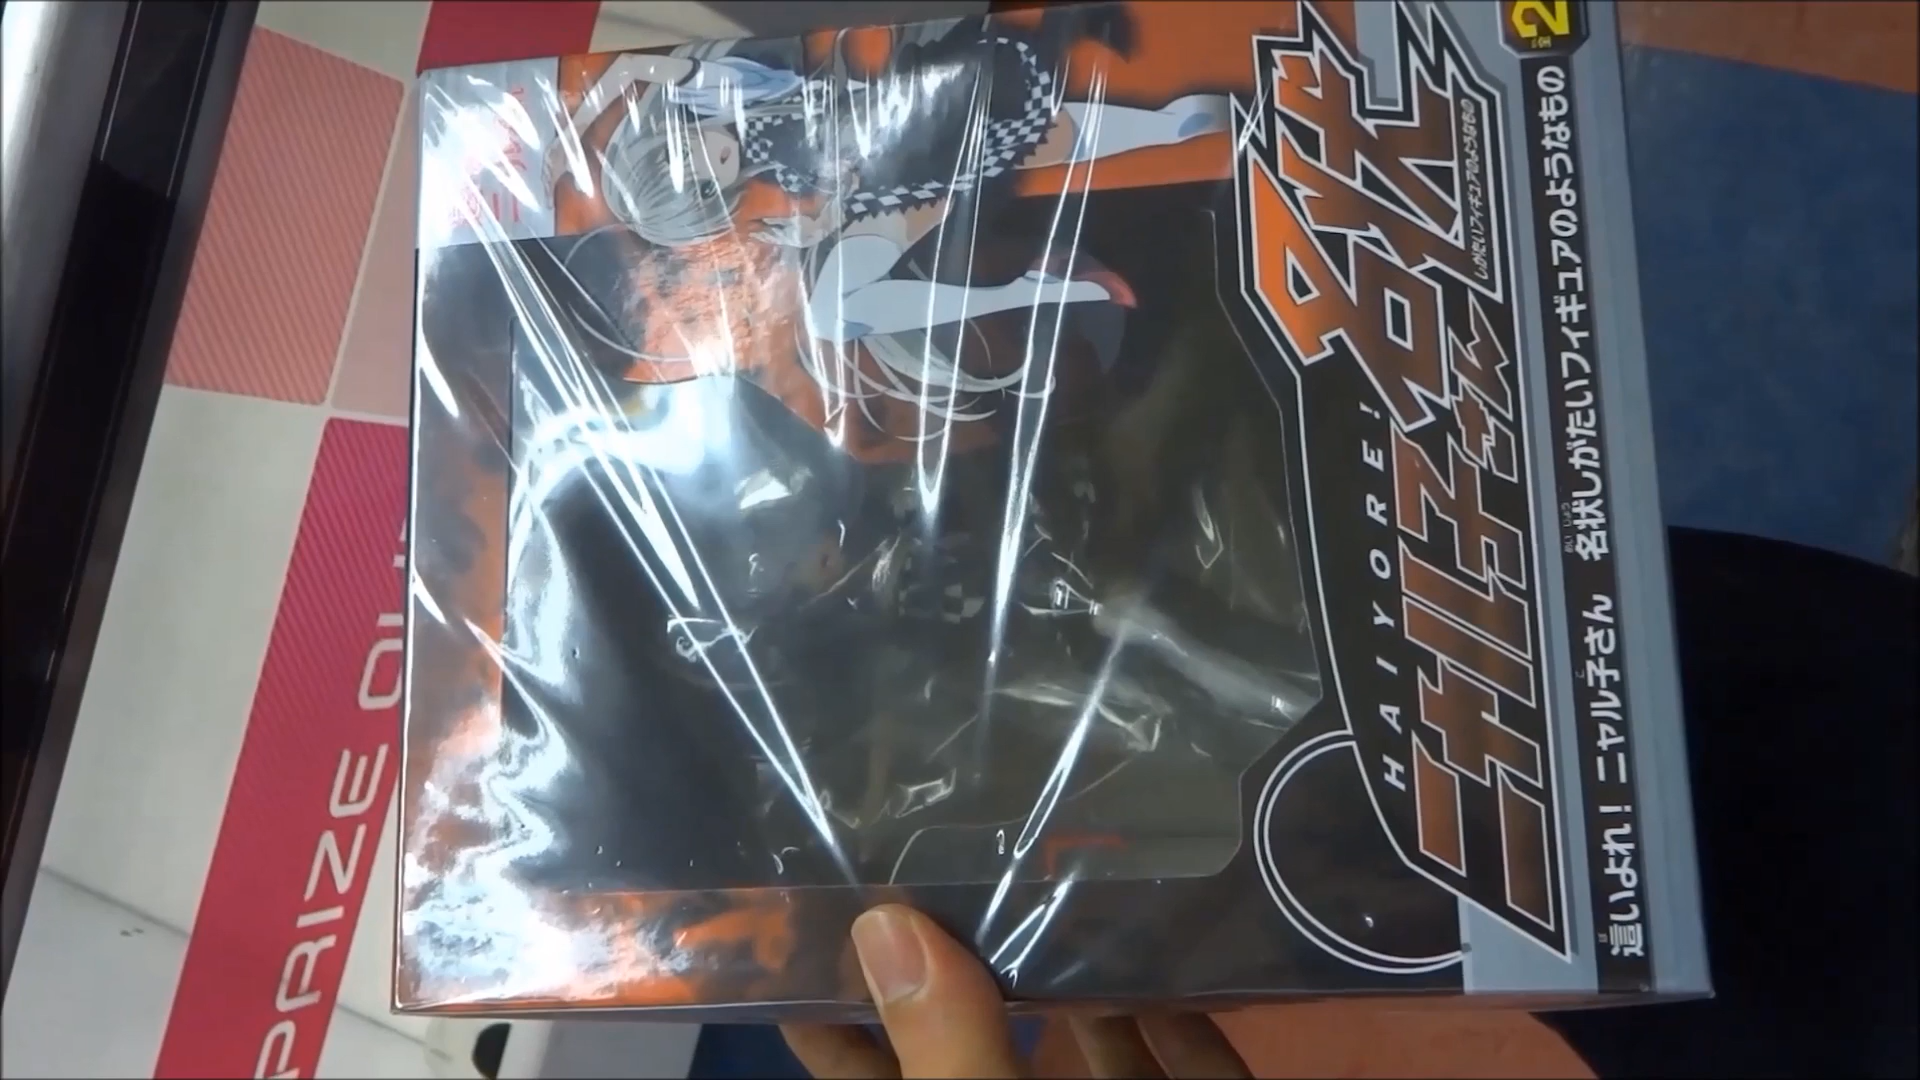 2
名状
しがたいフィギュアのようなもの
HAIYORE!
ニャル子さん
這いよれ！ニャル子さん 名状しがたいフィギュアのようなもの
PRIZE OU